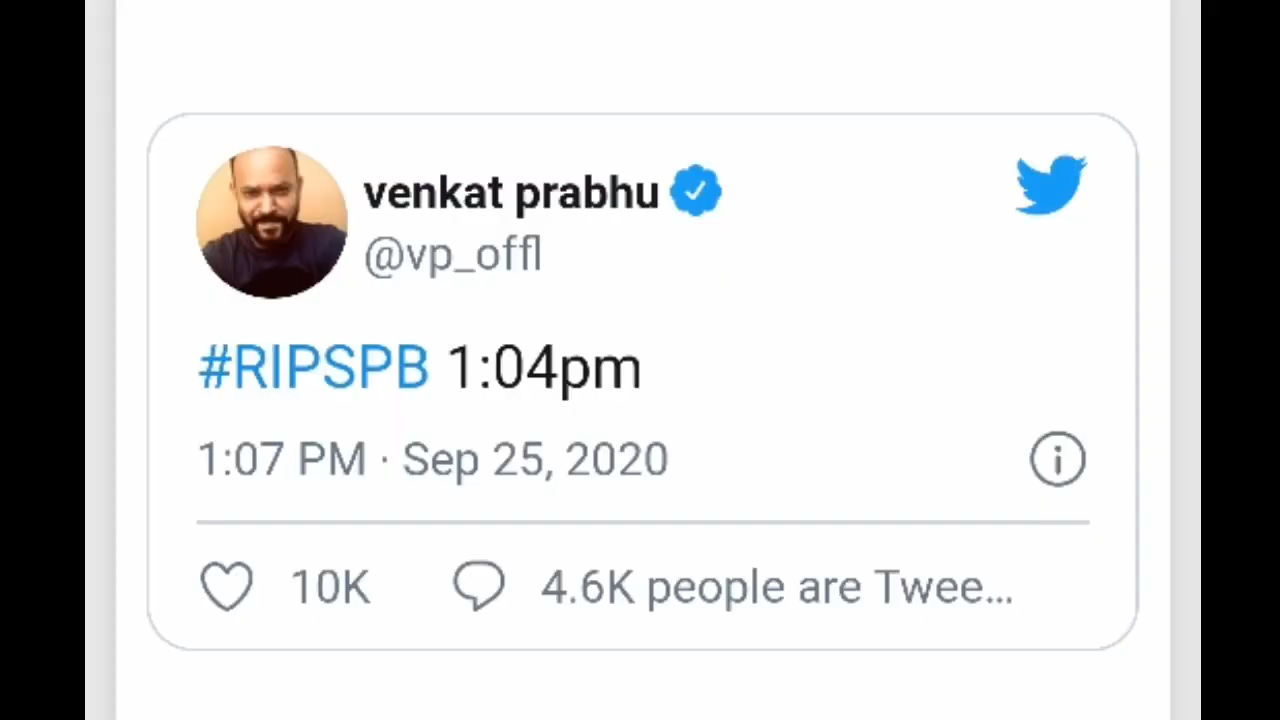 venkat prabhu
@vp_offl
#RIPSPB 1:04pm
1:07 PM · Sep 25, 2020
10K 4.6K people are Twee...